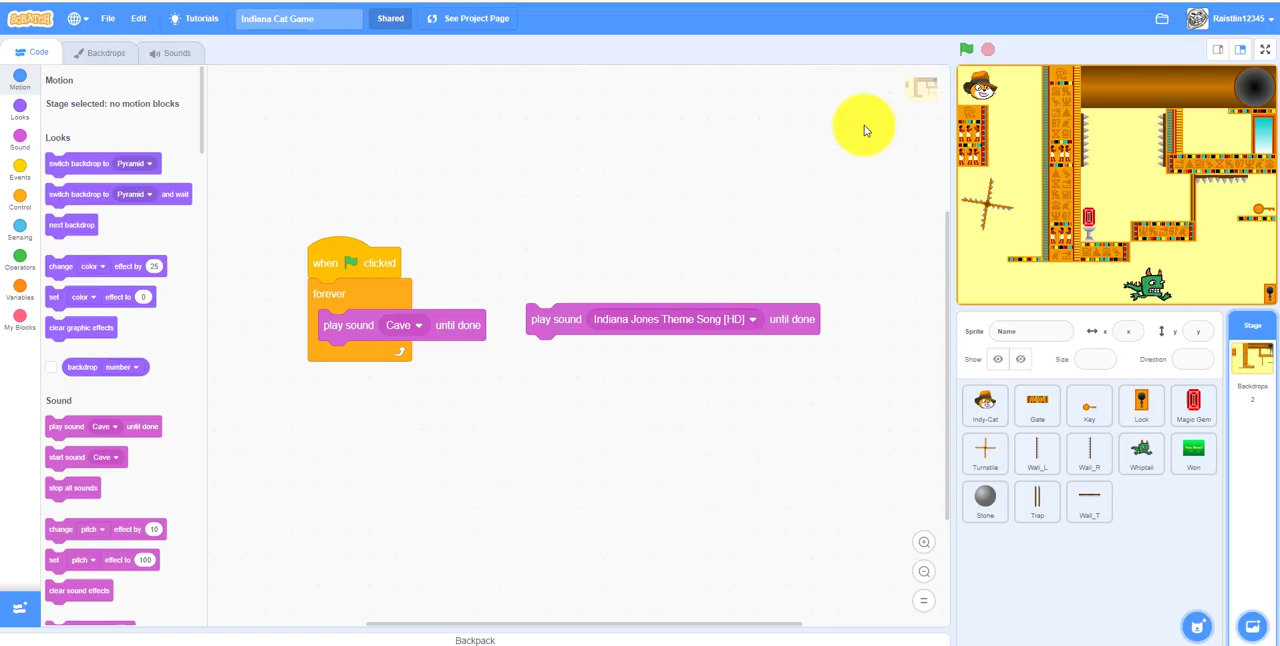 SCRATCH File Edit Tutorials Indiana Cat Game Shared See Project Page Raistlin12345
Code Backdrops Sounds
Motion
Looks
Sound
Events
Control
Sensing
Operators
Variables
My Blocks
Motion
Stage selected: no motion blocks
Looks
switch backdrop to Pyramid
switch backdrop to Pyramid and wait
next backdrop
change color effect by 25
set color effect to 0
clear graphic effects
backdrop number
Sound
play sound Cave until done
start sound Cave
stop all sounds
change pitch effect by 10
set pitch effect to 100
clear sound effects
when clicked
forever
play sound Cave until done
play sound Indiana Jones Theme Song [HD] until done
Backpack
Sprite Name x x y y
Show Size Direction
Indy-Cat Gate Key Lock Magic Gem
Turnstile Wall_L Wall_R Whiptail Won
Stone Trap Wall_T
Stage
Backdrops
2